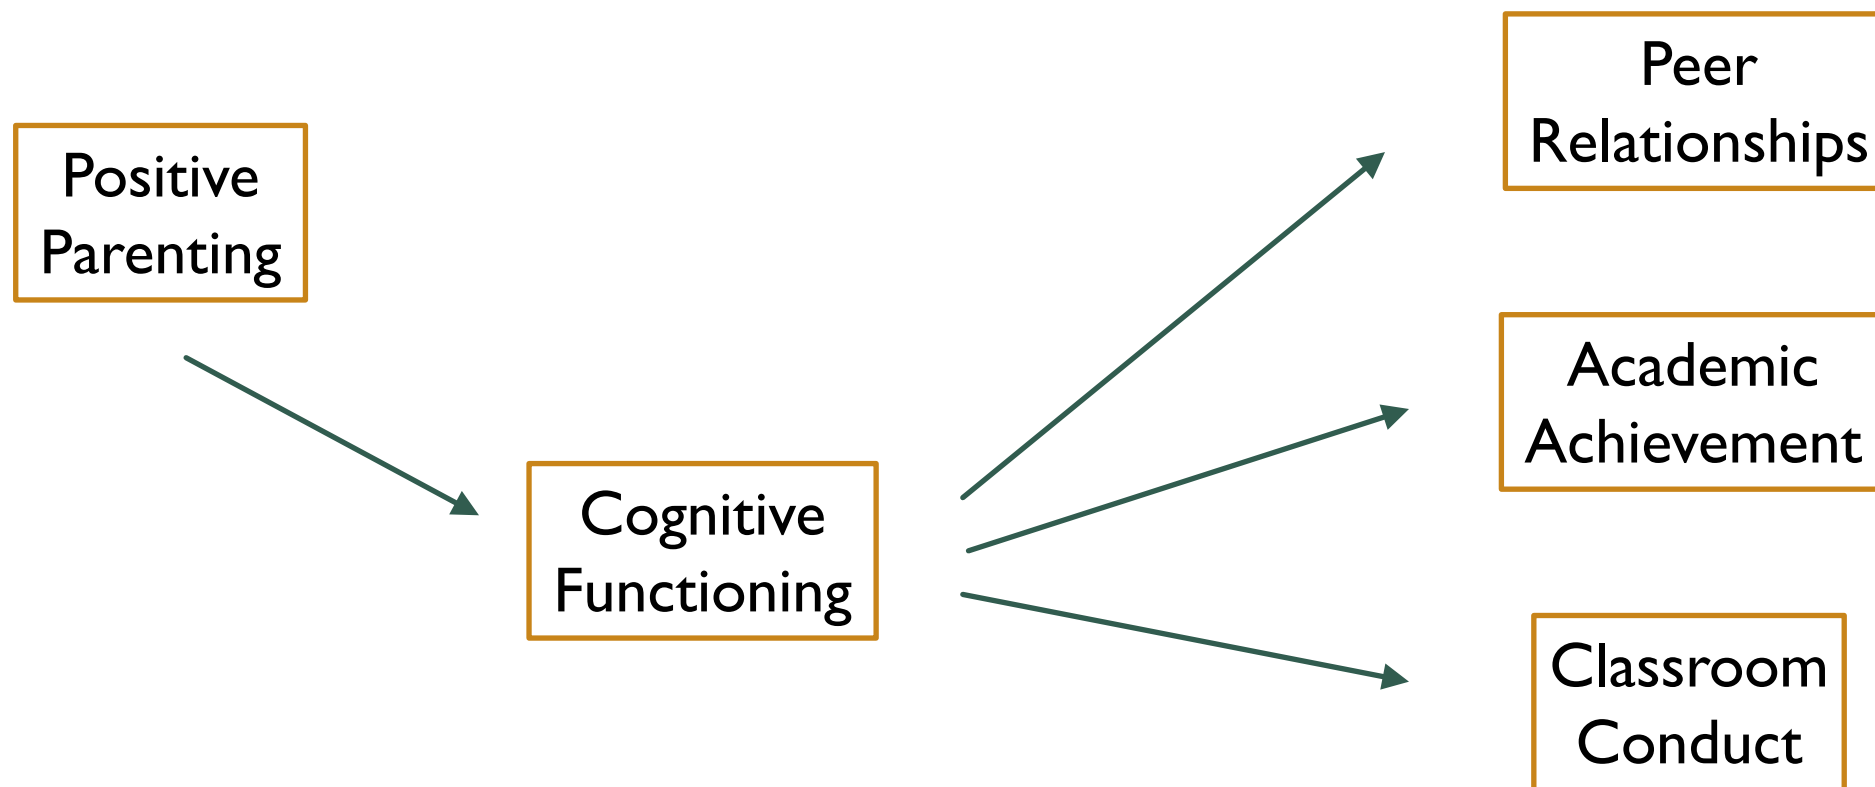 Positive
Parenting
Cognitive
Functioning
Peer
Relationships
Academic
Achievement
Classroom
Conduct